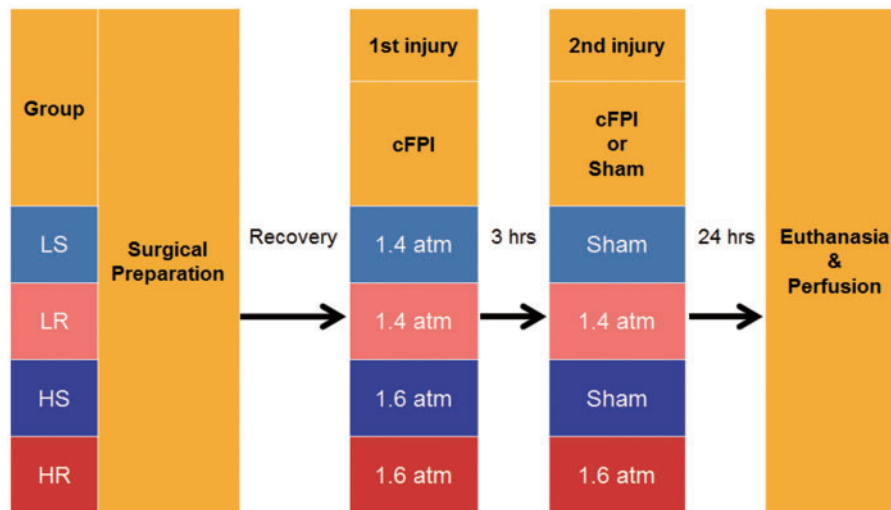 Group
Surgical
Preparation
Recovery
1st injury
cFPI
3 hrs
2nd injury
cFPI
or
Sham
24 hrs
Euthanasia
&
Perfusion
LS
1.4 atm
Sham
LR
1.4 atm
1.4 atm
HS
1.6 atm
Sham
HR
1.6 atm
1.6 atm